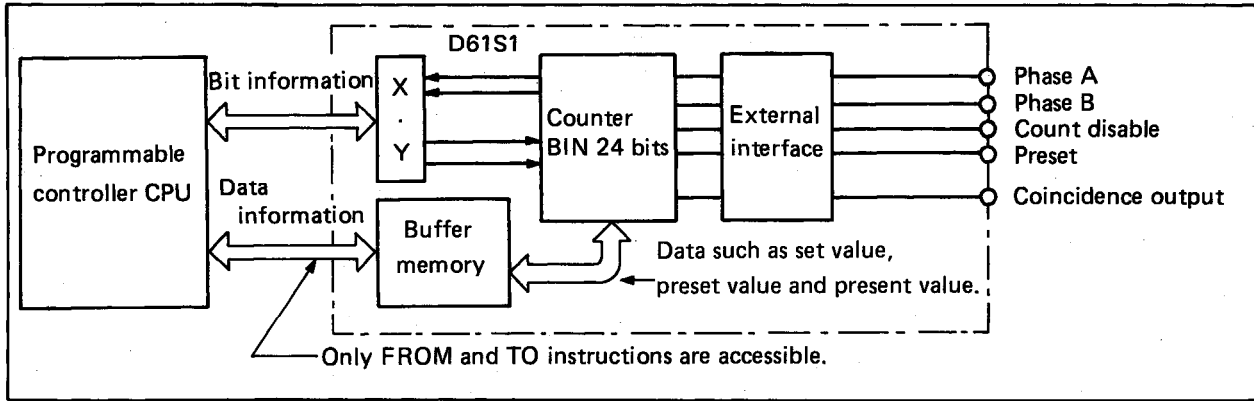 D61S1
Bit information
X
·
Y
Counter
BIN 24 bits
External
interface
Phase A
Phase B
Count disable
Preset
Coincidence output
Programmable
controller CPU
Data
information
Buffer
memory
Data such as set value,
preset value and present value.
Only FROM and TO instructions are accessible.